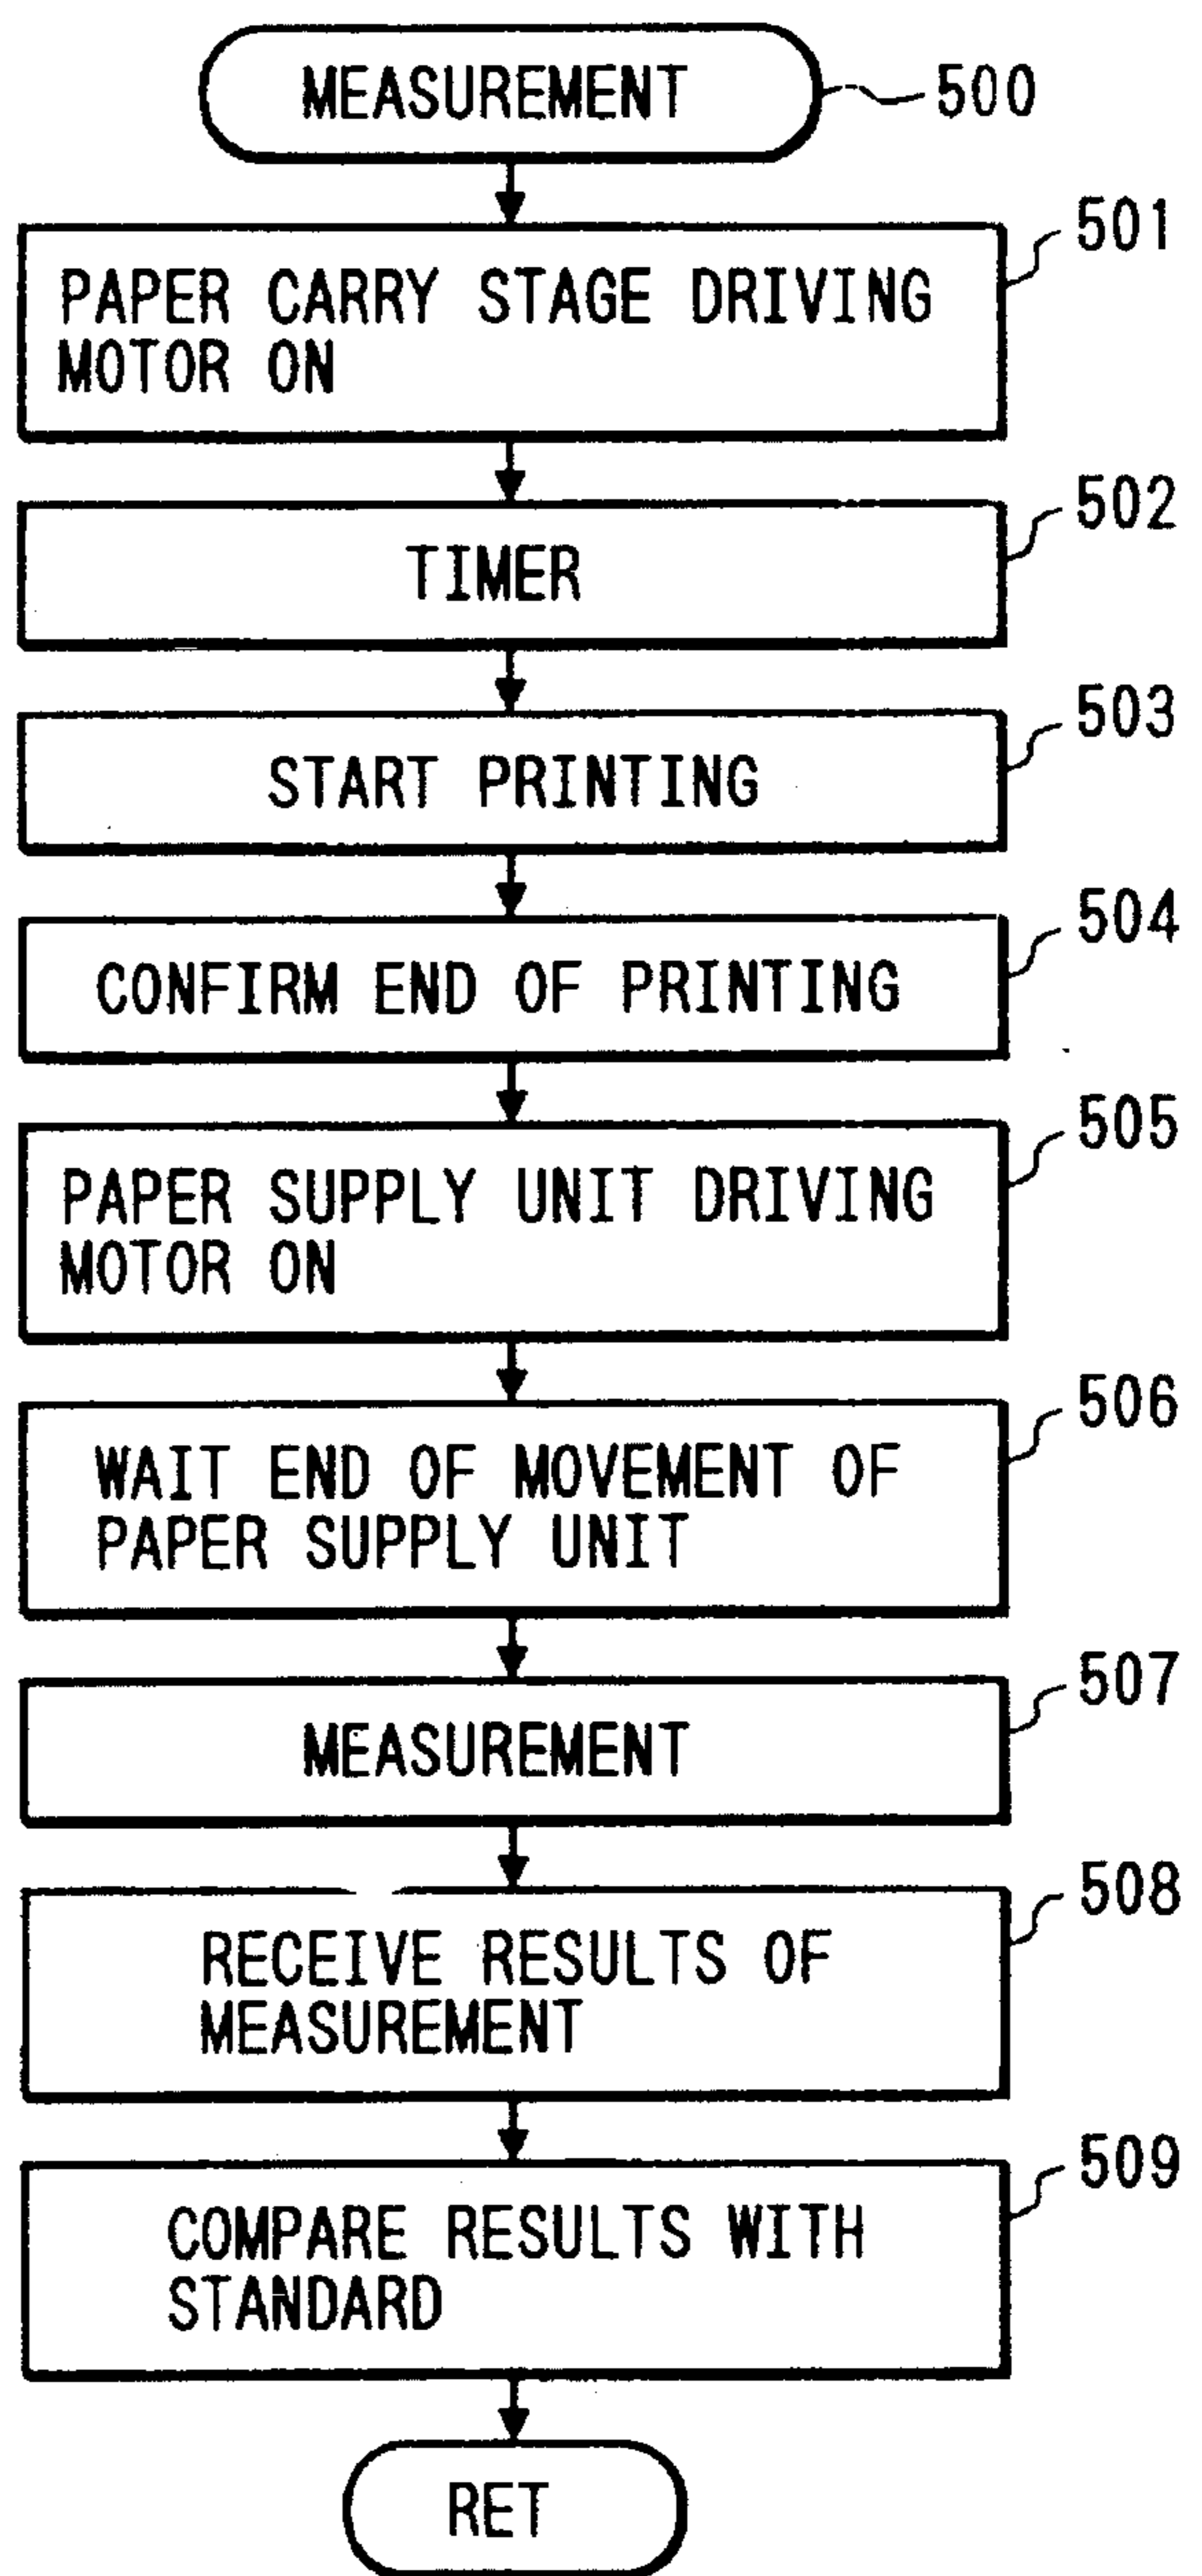 MEASUREMENT
500
501
PAPER CARRY STAGE DRIVING
MOTOR ON
502
TIMER
503
START PRINTING
504
CONFIRM END OF PRINTING
505
PAPER SUPPLY UNIT DRIVING
MOTOR ON
506
WAIT END OF MOVEMENT OF
PAPER SUPPLY UNIT
507
MEASUREMENT
508
RECEIVE RESULTS OF
MEASUREMENT
509
COMPARE RESULTS WITH
STANDARD
RET